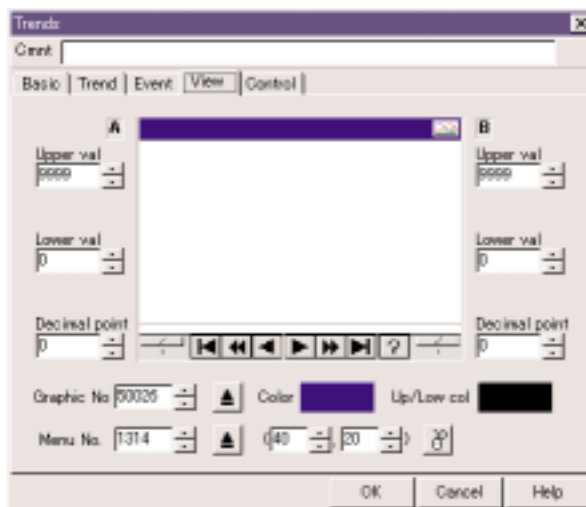 Trends
Cmnt
Basic Trend Event View Control
A B
Upper val Upper val
9999 9999
Lower val Lower val
0 0
Decimal point Decimal point
0 0
?
Graphic No 60026 Color Up/Low col
Menu No. 1314 (40 , 20 )
OK Cancel Help